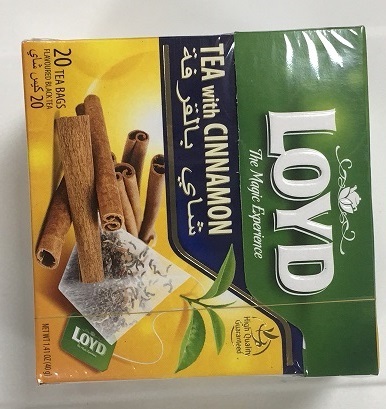 LOYD
The Magic Experience
High Quality
Guaranteed
TEA with CINNAMON
شاي بالقرفة
LOYD
20 TEA BAGS
FLAVOURED BLACK TEA
20 كيس شاي
NET WT 1.41 OZ (40 g)